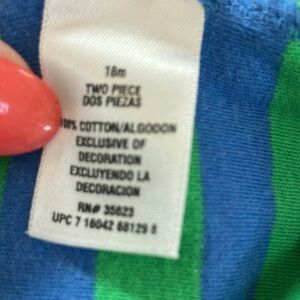 18m
TWO PIECE
DOS PIEZAS
100% COTTON/ALGODON
EXCLUSIVE OF
DECORATION
EXCLUYENDO LA
DECORACION
RN# 35623
UPC 7 16042 68129 8